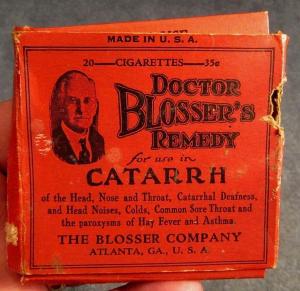 MADE IN U. S. A.
20—CIGARETTES—35¢
DOCTOR
BLOSSER'S
REMEDY
for use in
CATARRH
of the Head, Nose and Throat, Catarrhal Deafness,
and Head Noises, Colds, Common Sore Throat and
the paroxysms of Hay Fever and Asthma.
THE BLOSSER COMPANY
ATLANTA, GA., U. S. A.